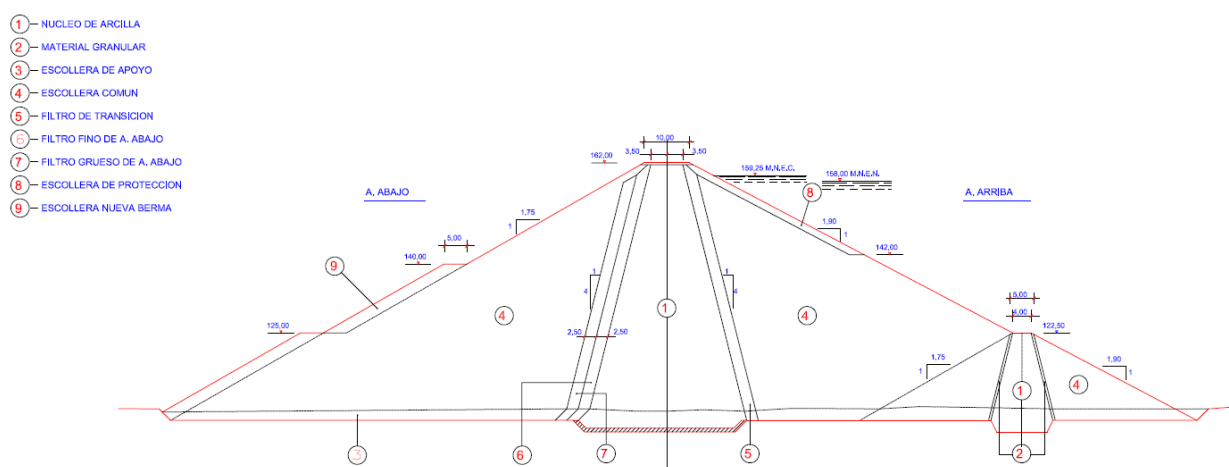 1 NUCLEO DE ARCILLA
2 MATERIAL GRANULAR
3 ESCOLLERA DE APOYO
4 ESCOLLERA COMUN
5 FILTRO DE TRANSICION
6 FILTRO FINO DE A. ABAJO
7 FILTRO GRUESO DE A. ABAJO
8 ESCOLLERA DE PROTECCION
9 ESCOLLERA NUEVA BERMA
10,00
3,50 3,50
162,00
159,25 M.N.E.C.
158,00 M.N.E.N.
A. ABAJO
A. ARRIBA
8
1,75
1
1,90
1
5,00
142,00
140,00
9
1
4
1
4
5,00
4,00
1
4
4
125,00
2,50 2,50
122,50
1,75
1
1,90
1
4
1
3
6
7
5
2